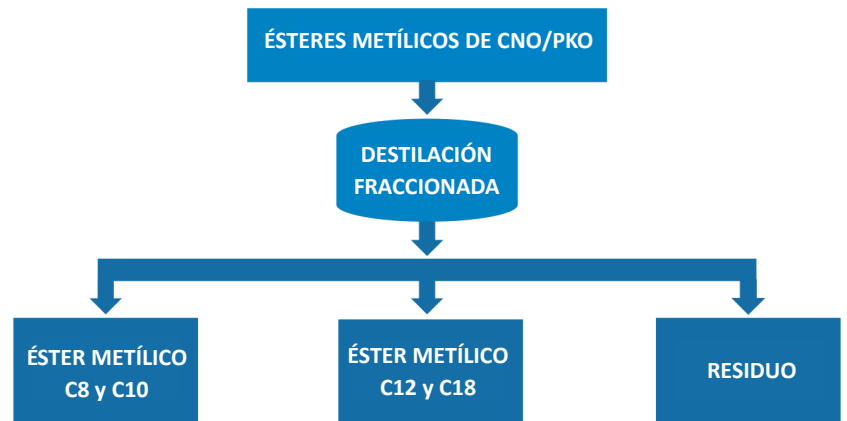 ÉSTERES METÍLICOS DE CNO/PKO
DESTILACIÓN
FRACCIONADA
ÉSTER METÍLICO
C8 y C10
ÉSTER METÍLICO
C12 y C18
RESIDUO